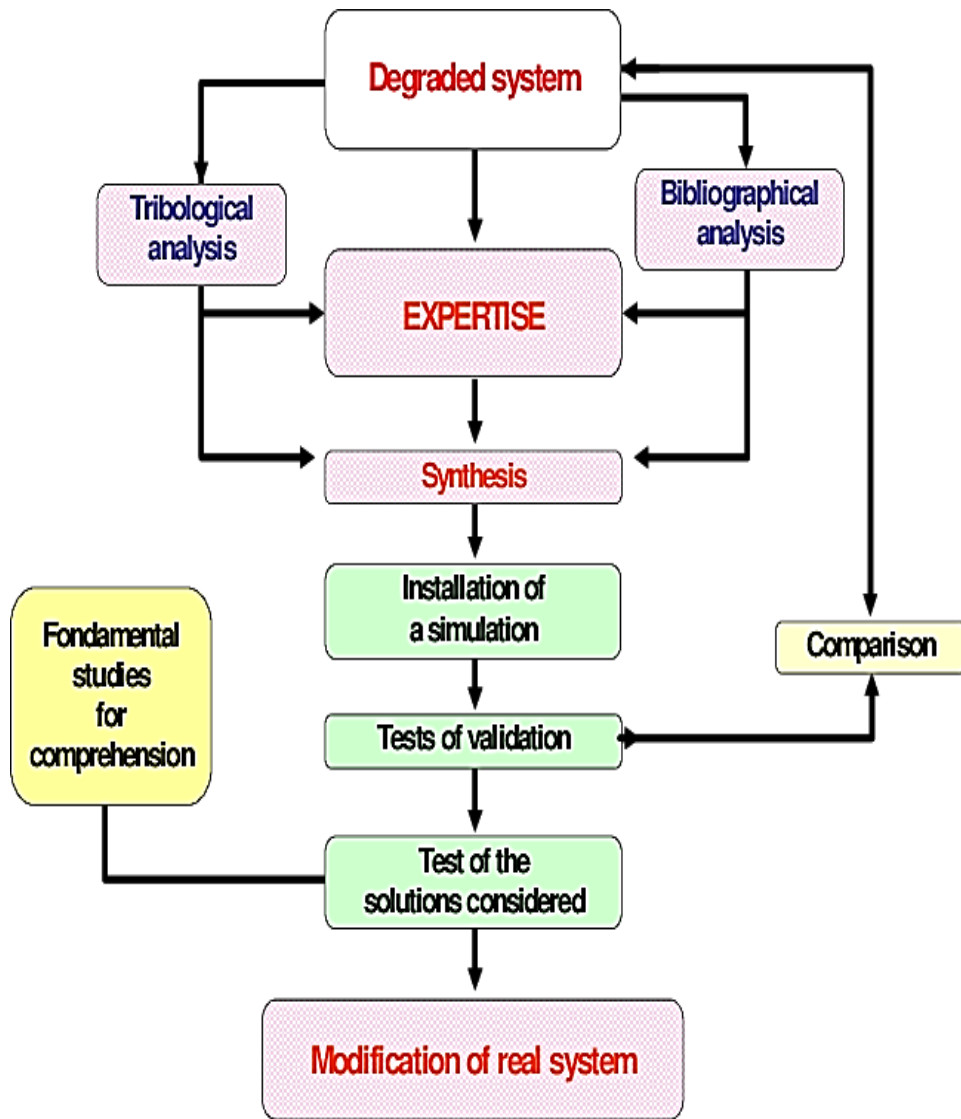 Degraded system
Tribological
analysis
Bibliographical
analysis
EXPERTISE
Synthesis
Installation of
a simulation
Fondamental
studies
for
comprehension
Comparison
Tests of validation
Test of the
solutions considered
Modification of real system